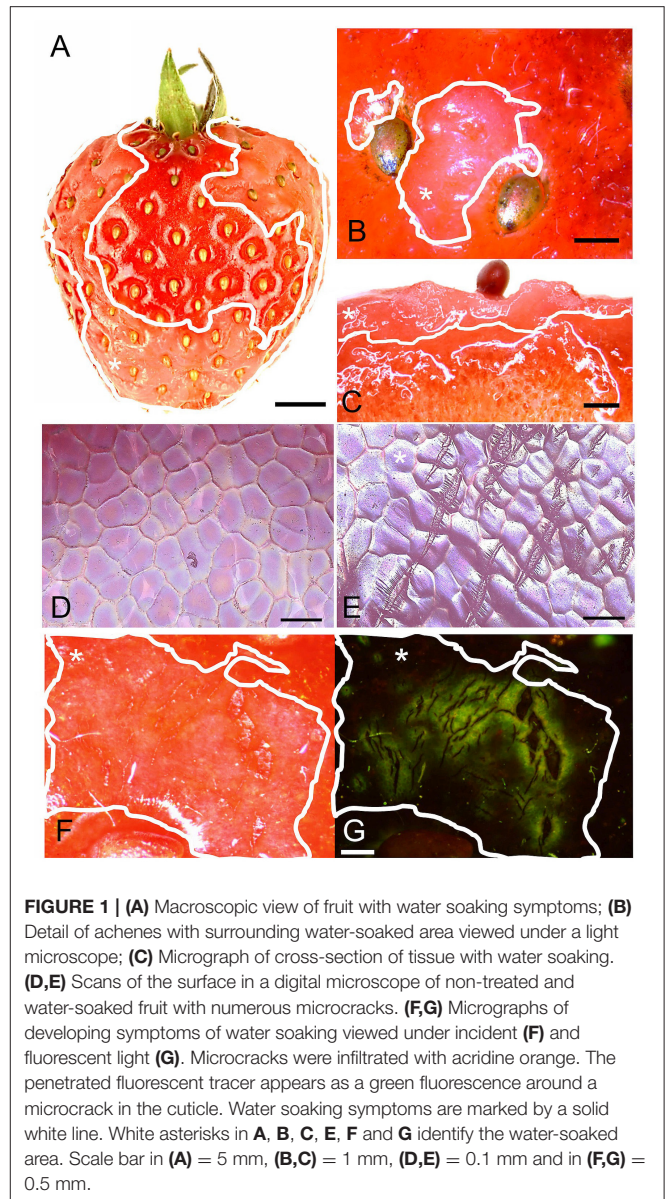 A
B
C
D
E
F
G
FIGURE 1 | (A) Macroscopic view of fruit with water soaking symptoms; (B)
Detail of achenes with surrounding water-soaked area viewed under a light
microscope; (C) Micrograph of cross-section of tissue with water soaking.
(D,E) Scans of the surface in a digital microscope of non-treated and
water-soaked fruit with numerous microcracks. (F,G) Micrographs of
developing symptoms of water soaking viewed under incident (F) and
fluorescent light (G). Microcracks were infiltrated with acridine orange. The
penetrated fluorescent tracer appears as a green fluorescence around a
microcrack in the cuticle. Water soaking symptoms are marked by a solid
white line. White asterisks in A, B, C, E, F and G identify the water-soaked
area. Scale bar in (A) = 5 mm, (B,C) = 1 mm, (D,E) = 0.1 mm and in (F,G) =
0.5 mm.